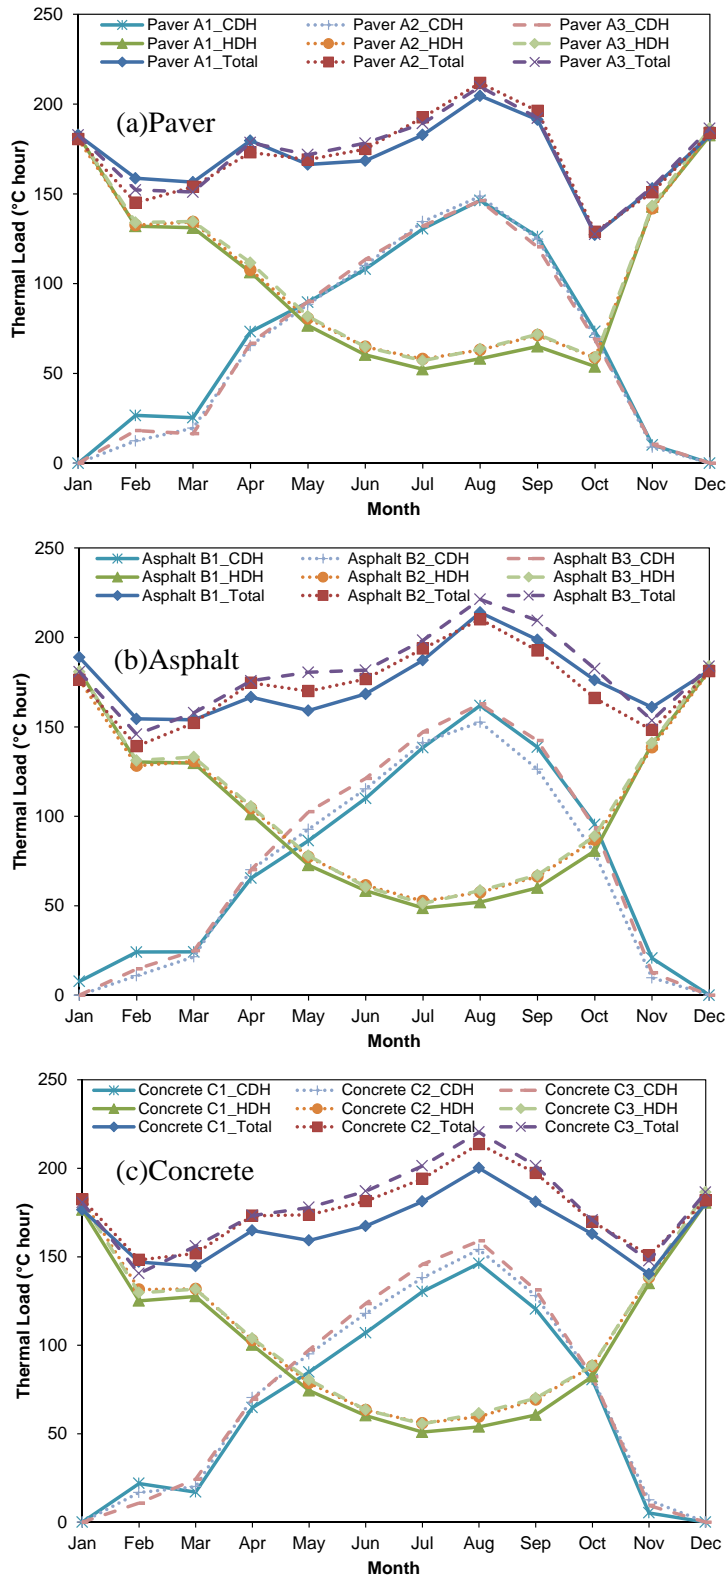 250
Paver A1_CDH Paver A2_CDH Paver A3_CDH
Paver A1_HDH Paver A2_HDH Paver A3_HDH
Paver A1_Total Paver A2_Total Paver A3_Total
200
(a)Paver
150
100
50
0
Thermal Load (°C hour)
Jan Feb Mar Apr May Jun Jul Aug Sep Oct Nov Dec
Month
250
Asphalt B1_CDH Asphalt B2_CDH Asphalt B3_CDH
Asphalt B1_HDH Asphalt B2_HDH Asphalt B3_HDH
Asphalt B1_Total Asphalt B2_Total Asphalt B3_Total
200
(b)Asphalt
150
100
50
0
Thermal Load (°C hour)
Jan Feb Mar Apr May Jun Jul Aug Sep Oct Nov Dec
Month
250
Concrete C1_CDH Concrete C2_CDH Concrete C3_CDH
Concrete C1_HDH Concrete C2_HDH Concrete C3_HDH
Concrete C1_Total Concrete C2_Total Concrete C3_Total
200
(c)Concrete
150
100
50
0
Thermal Load (°C hour)
Jan Feb Mar Apr May Jun Jul Aug Sep Oct Nov Dec
Month